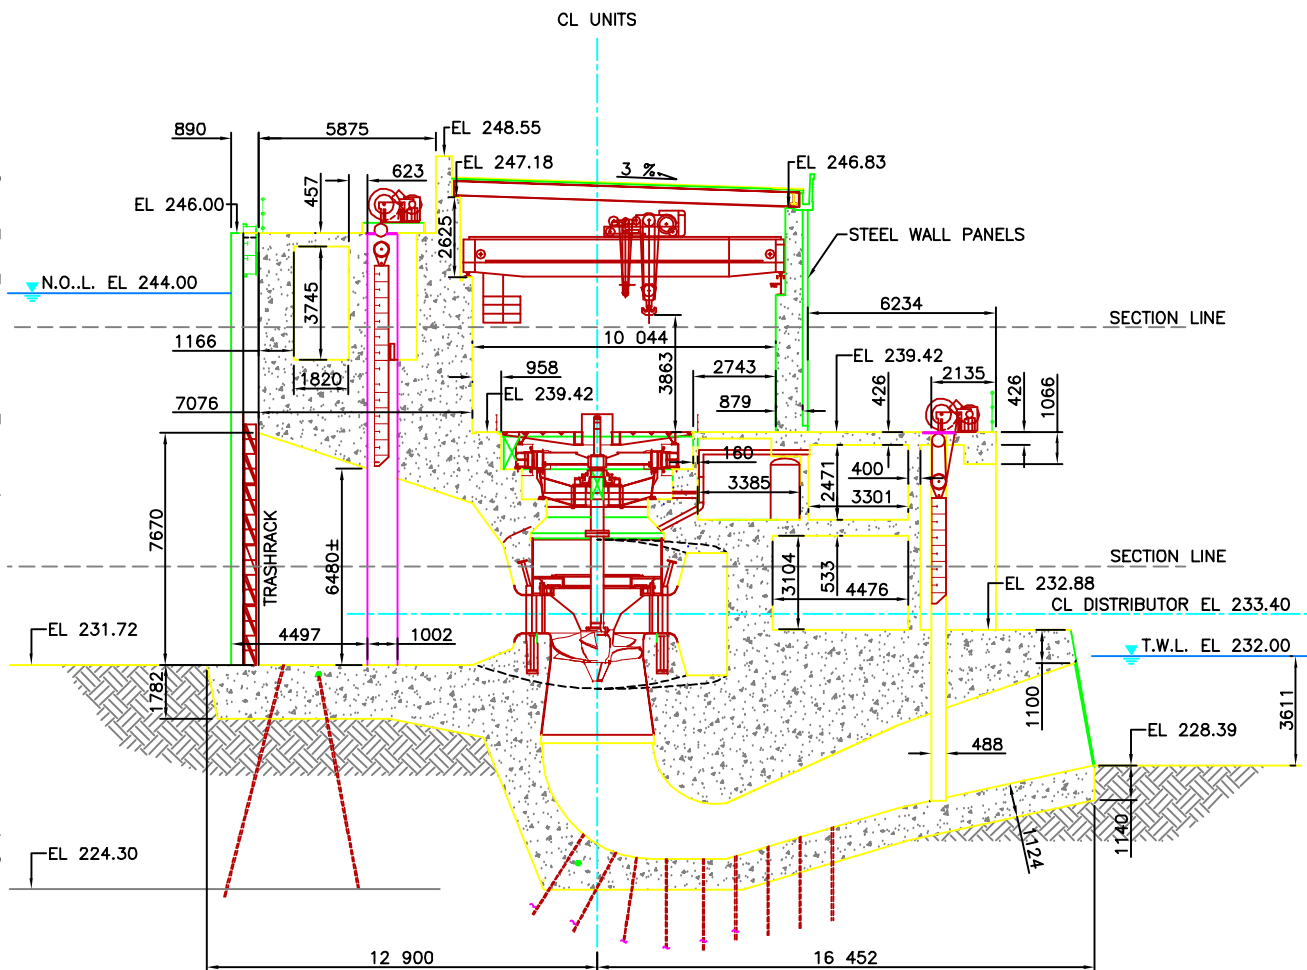 CL UNITS
890
5875
EL 248.55
EL 247.18
3 %
EL 246.83
457
623
EL 246.00
2625
STEEL WALL PANELS
N.O..L. EL 244.00
3745
6234
SECTION LINE
1166
10 044
3863
EL 239.42
1820
958
2743
2135
EL 239.42
7076
879
426
426
1066
160
2471
400
3385
3301
7670
TRASHRACK
6480±
SECTION LINE
3104
533
4476
EL 232.88
CL DISTRIBUTOR EL 233.40
EL 231.72
4497
1002
T.W.L. EL 232.00
1782
1100
3611
488
EL 228.39
1140
1124
EL 224.30
12 900
16 452